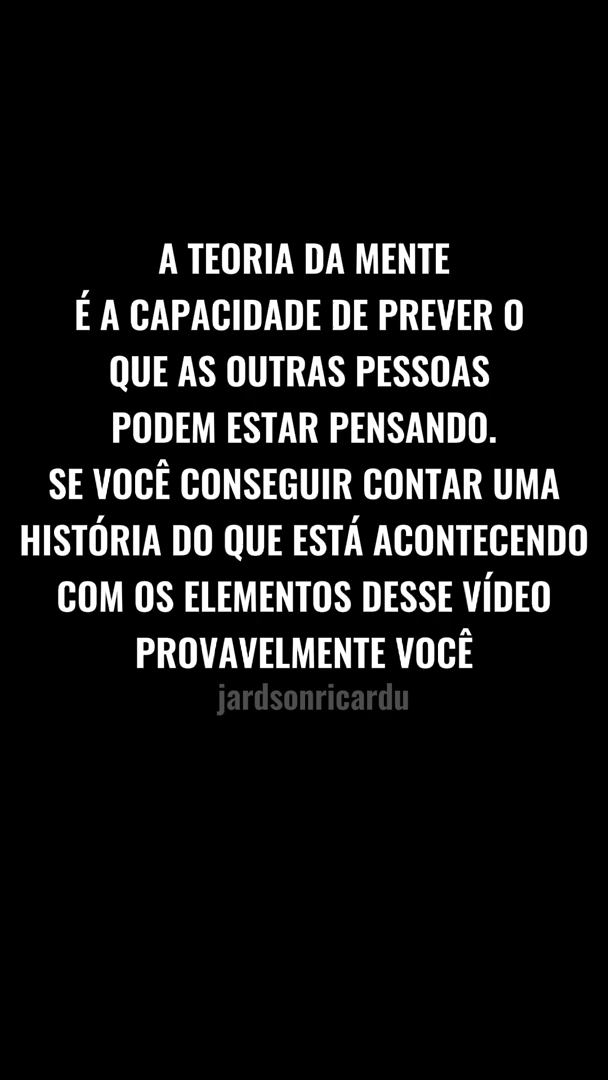 A TEORIA DA MENTE
É A CAPACIDADE DE PREVER O
QUE AS OUTRAS PESSOAS
PODEM ESTAR PENSANDO.
SE VOCÊ CONSEGUIR CONTAR UMA
HISTÓRIA DO QUE ESTÁ ACONTECENDO
COM OS ELEMENTOS DESSE VÍDEO
PROVAVELMENTE VOCÊ
jardsonricardu